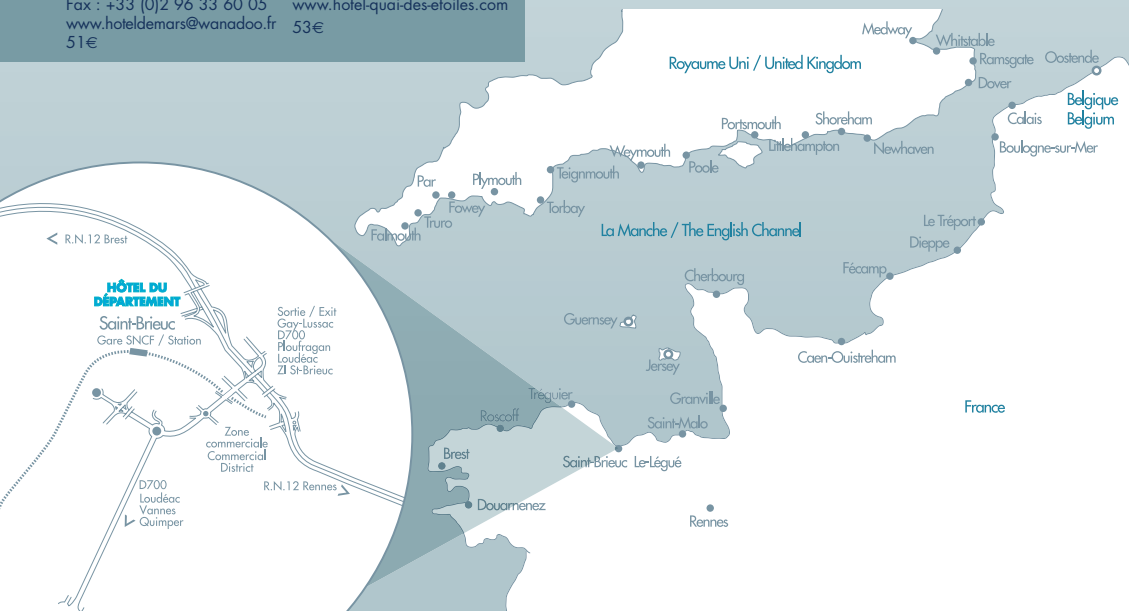 Fax : +33 (0)2 96 33 60 05
www.hoteldemars@wanadoo.fr
51€
www.hotel-quai-des-etoiles.com
53€
Medway
Whitstable
Ramsgate
Oostende
Royaume Uni / United Kingdom
Dover
Belgique
Belgium
Calais
Portsmouth
Shoreham
Littlehampton
Newhaven
Boulogne-sur-Mer
Weymouth
Poole
Teignmouth
Par
Plymouth
Fowey
Torbay
Truro
Falmouth
La Manche / The English Channel
Le Tréport
Dieppe
Fécamp
Cherbourg
Guernsey
Jersey
Caen-Ouistreham
Granville
France
Tréguier
Roscoff
Saint-Malo
Brest
Saint-Brieuc Le-Légué
Douarnenez
Rennes
R.N.12 Brest
HÔTEL DU
DÉPARTEMENT
Saint-Brieuc
Gare SNCF / Station
Sortie / Exit
Gay-Lussac
D700
Ploufragan
Loudéac
ZI St-Brieuc
Zone
commerciale
Commercial
District
R.N.12 Rennes
D700
Loudéac
Vannes
Quimper